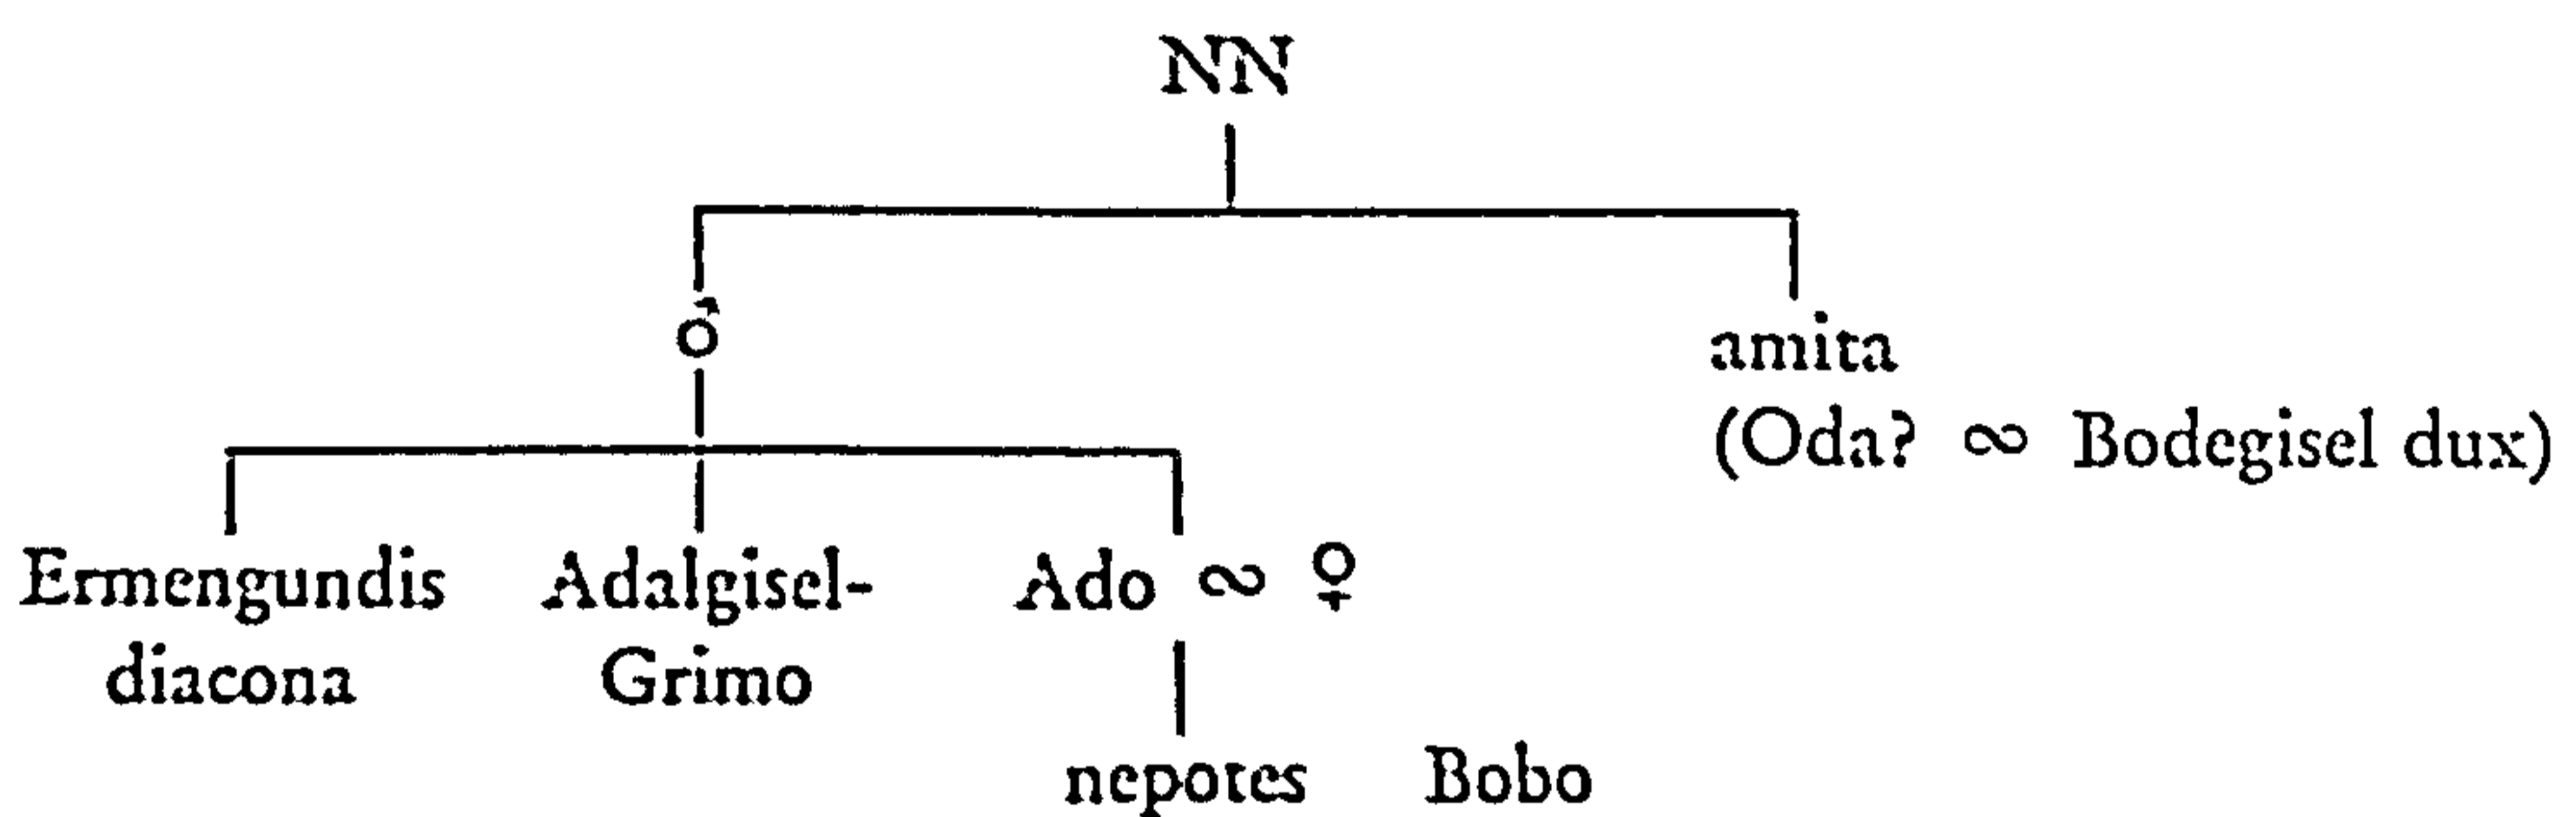 NN
♂
amita
(Oda? ∞ Bodegisel dux)
Ermengundis Adalgisel- Ado ∞ ♀
diacona Grimo
nepotes Bobo